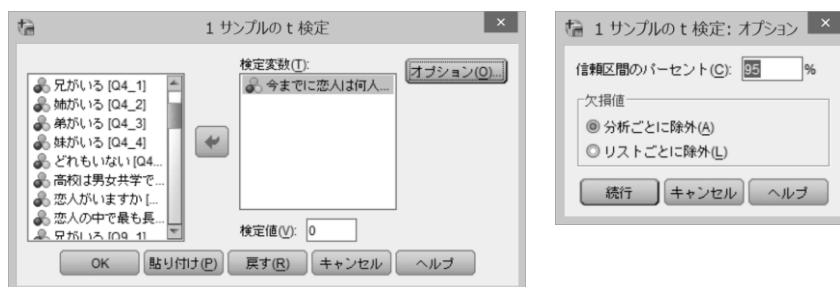 1 サンプルの t 検定
兄がいる [Q4_1]
姉がいる [Q4_2]
弟がいる [Q4_3]
妹がいる [Q4_4]
どれもいない [Q4...
高校は男女共学で...
恋人がいますか [...
恋人の中で最も長...
兄がいる [Q9_1]
検定変数(T):
今までに恋人は何人...
検定値(V): 0
オプション(O)...
OK 貼り付け(P) 戻す(R) キャンセル ヘルプ
1 サンプルの t 検定: オプション
信頼区間のパーセント(C): 95 %
欠損値
分析ごとに除外(A)
リストごとに除外(L)
続行 キャンセル ヘルプ